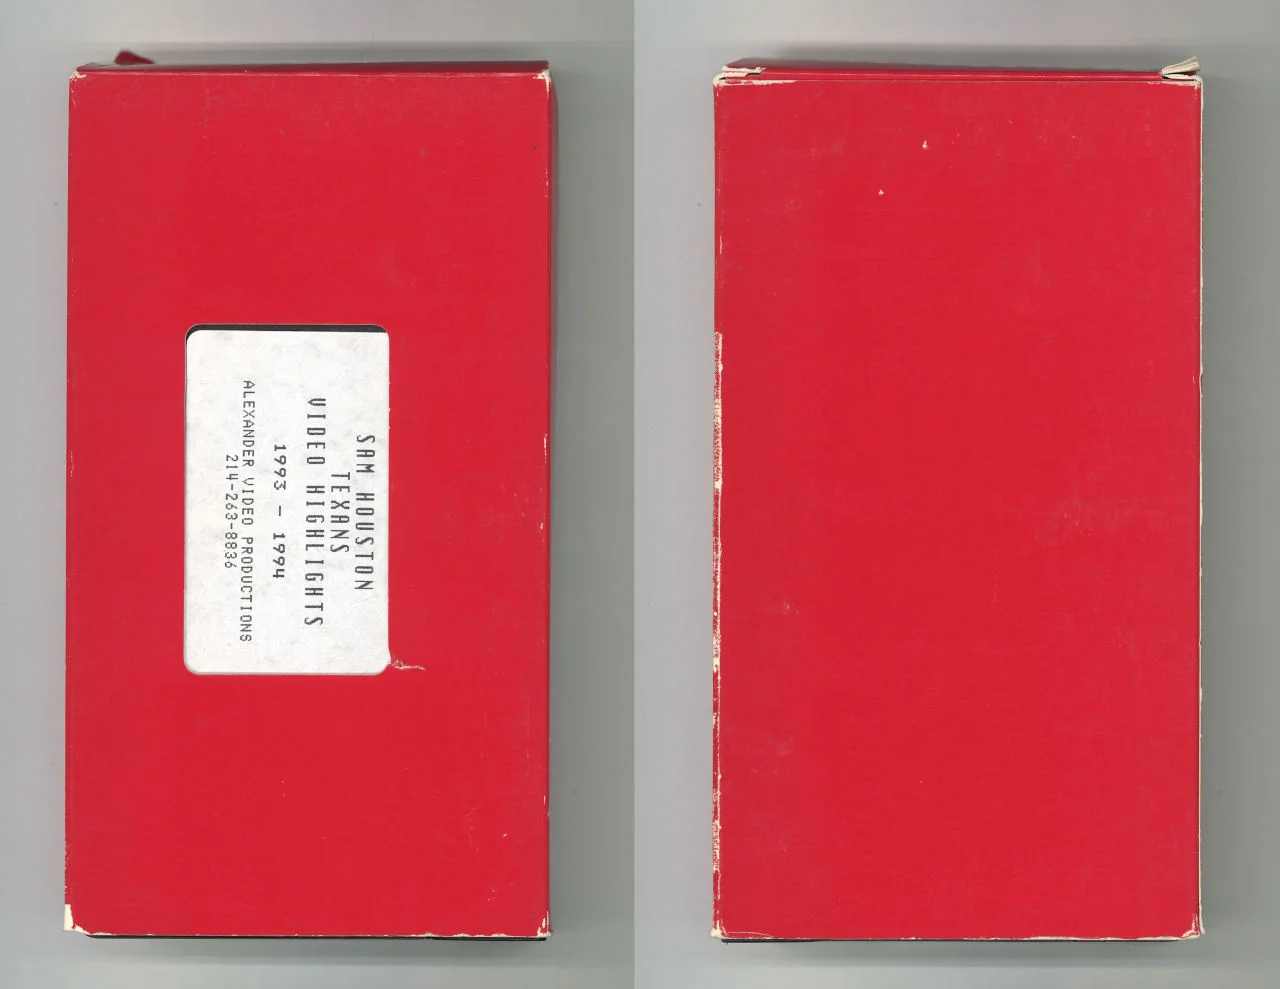 SAM HOUSTON
TEXANS
VIDEO HIGHLIGHTS
1993 - 1994
ALEXANDER VIDEO PRODUCTIONS
214-263-8836